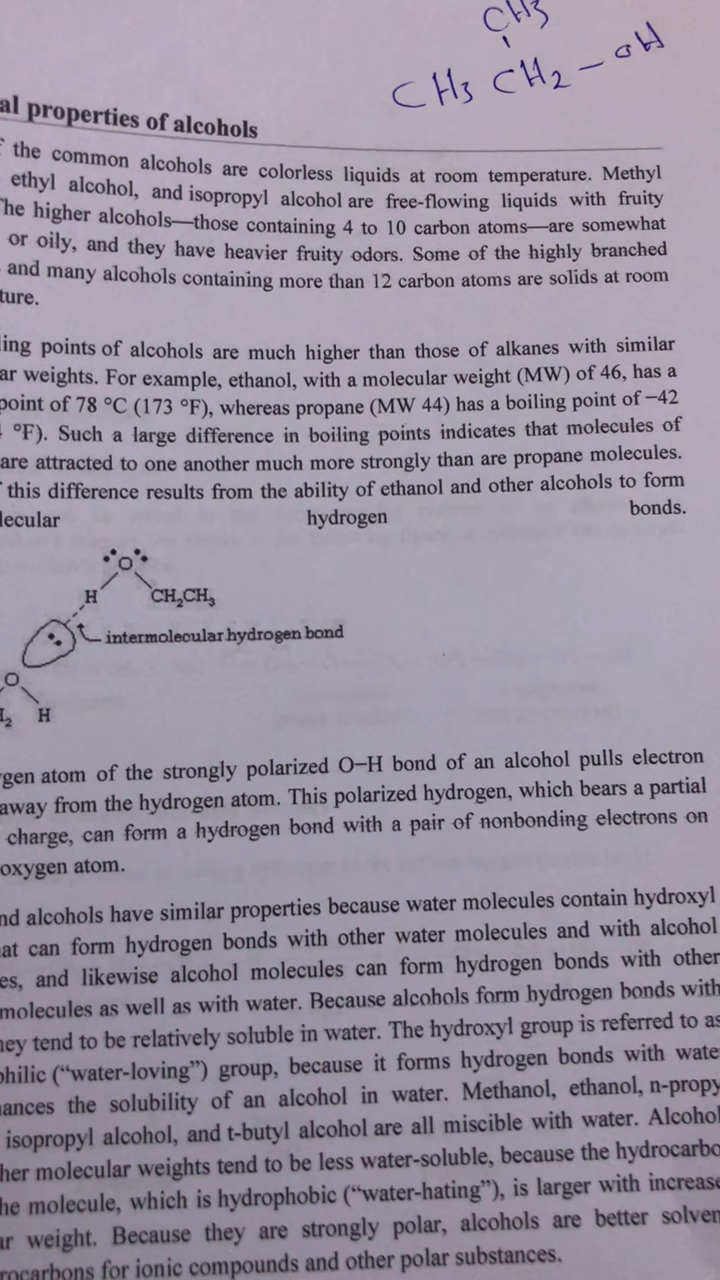 CH3
CH3 CH2 - OH
al properties of alcohols
the common alcohols are colorless liquids at room temperature. Methyl
ethyl alcohol, and isopropyl alcohol are free-flowing liquids with fruity
he higher alcohols—those containing 4 to 10 carbon atoms—are somewhat
or oily, and they have heavier fruity odors. Some of the highly branched
and many alcohols containing more than 12 carbon atoms are solids at room
ture.
ling points of alcohols are much higher than those of alkanes with similar
ar weights. For example, ethanol, with a molecular weight (MW) of 46, has a
point of 78 °C (173 °F), whereas propane (MW 44) has a boiling point of −42
°F). Such a large difference in boiling points indicates that molecules of
are attracted to one another much more strongly than are propane molecules.
this difference results from the ability of ethanol and other alcohols to form
lecular hydrogen bonds.
O
H CH2CH3
intermolecular hydrogen bond
O
H2 H
gen atom of the strongly polarized O−H bond of an alcohol pulls electron
away from the hydrogen atom. This polarized hydrogen, which bears a partial
charge, can form a hydrogen bond with a pair of nonbonding electrons on
oxygen atom.
nd alcohols have similar properties because water molecules contain hydroxyl
at can form hydrogen bonds with other water molecules and with alcohol
es, and likewise alcohol molecules can form hydrogen bonds with other
molecules as well as with water. Because alcohols form hydrogen bonds with
hey tend to be relatively soluble in water. The hydroxyl group is referred to as
philic (“water-loving”) group, because it forms hydrogen bonds with wate
ances the solubility of an alcohol in water. Methanol, ethanol, n-propy
isopropyl alcohol, and t-butyl alcohol are all miscible with water. Alcohol
her molecular weights tend to be less water-soluble, because the hydrocarbo
he molecule, which is hydrophobic (“water-hating”), is larger with increase
ar weight. Because they are strongly polar, alcohols are better solven
rocarbons for ionic compounds and other polar substances.